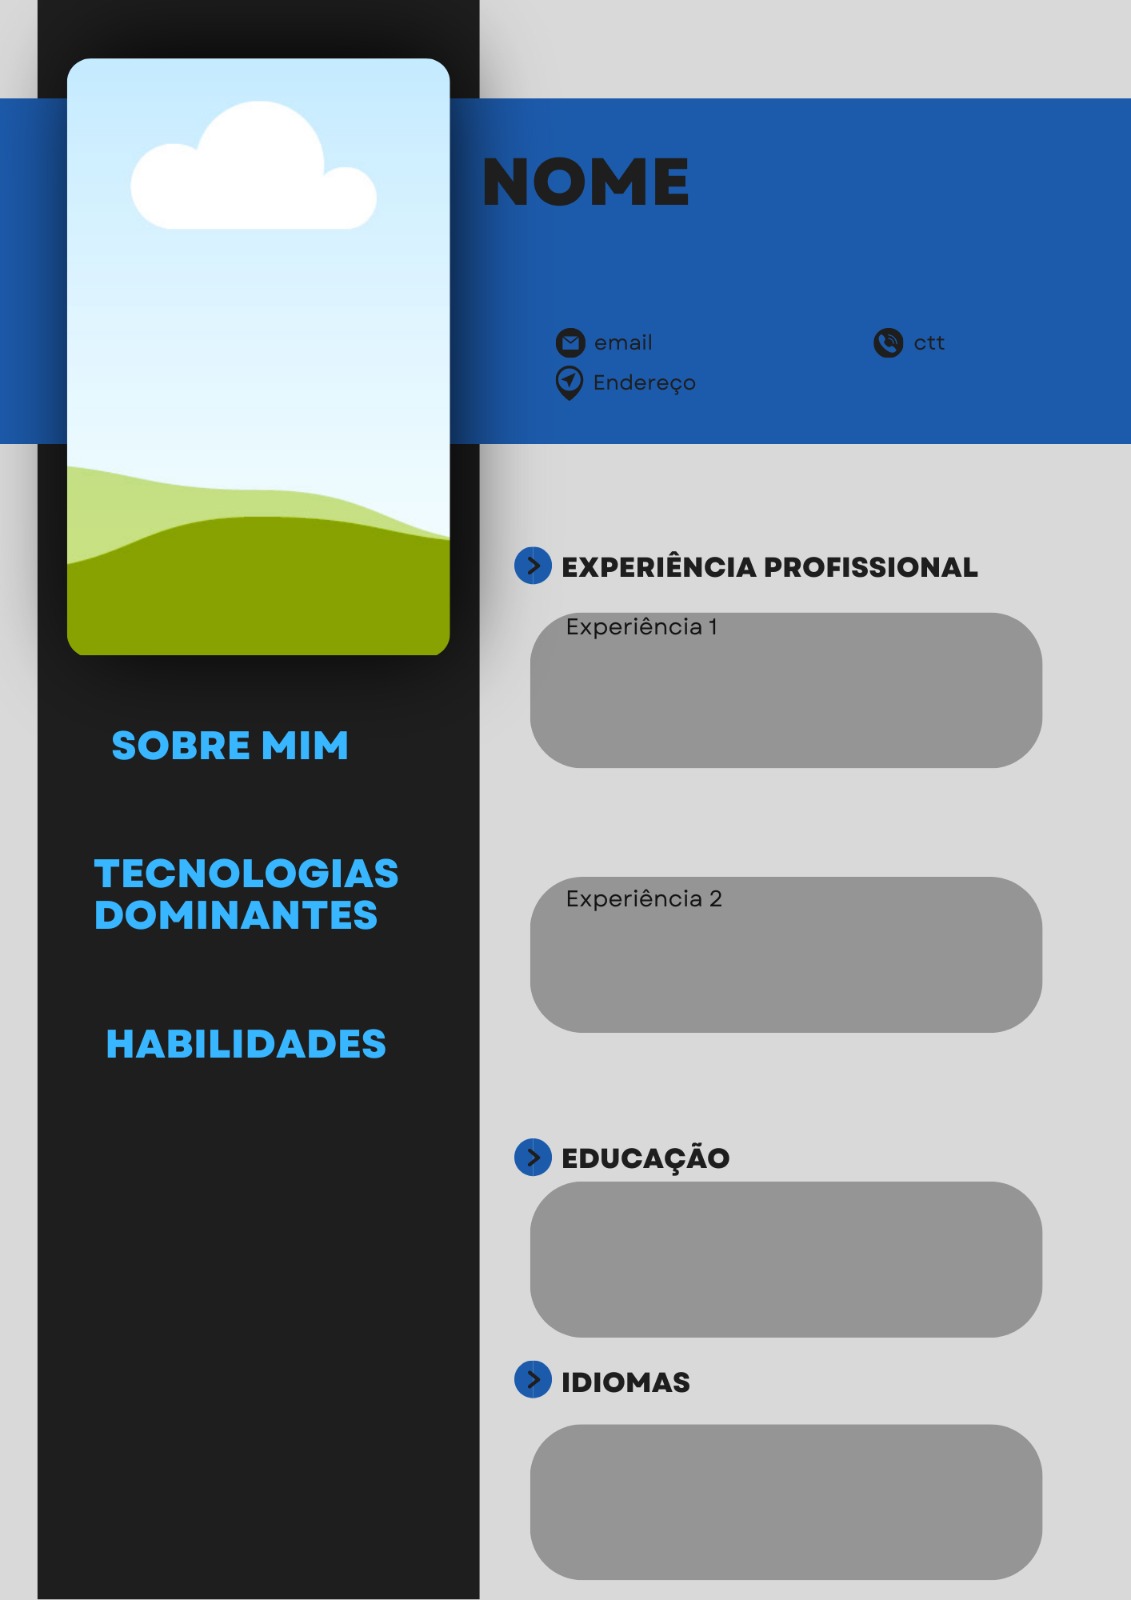 NOME
email
ctt
Endereço
SOBRE MIM
TECNOLOGIAS
DOMINANTES
HABILIDADES
EXPERIÊNCIA PROFISSIONAL
Experiência 1
Experiência 2
EDUCAÇÃO
IDIOMAS